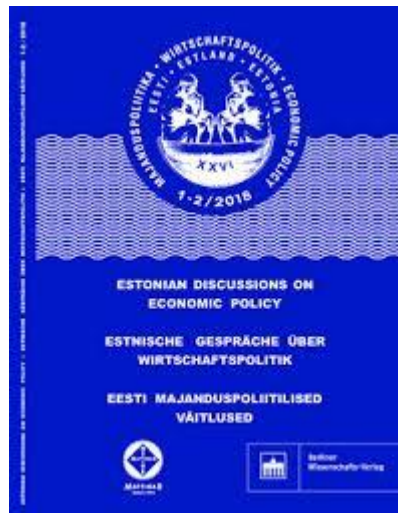 MAJANDUSPOLIITIKA • WIRTSCHAFTSPOLITIK • ECONOMIC POLICY
EESTI • ESTLAND • ESTONIA
XXVI
1-2/2018
ESTONIAN DISCUSSIONS ON
ECONOMIC POLICY
ESTNISCHE GESPRÄCHE ÜBER
WIRTSCHAFTSPOLITIK
EESTI MAJANDUSPOLIITILISED
VÄITLUSED
MATTIMAR
Berliner
Wissenschafts-Verlag